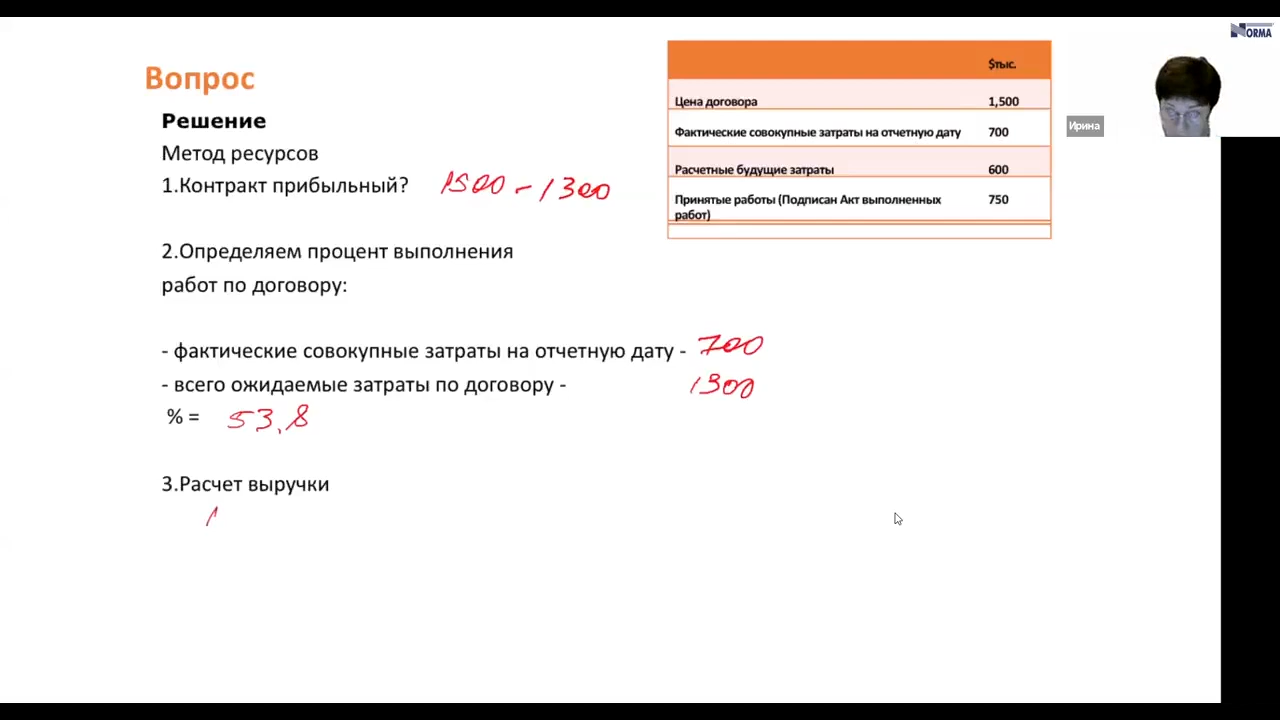 NORMA
Вопрос
$тыс.
Цена договора 1,500
Решение
Фактические совокупные затраты на отчетную дату 700
Ирина
Метод ресурсов
Расчетные будущие затраты 600
1.Контракт прибыльный? 1500 - 1300
Принятые работы (Подписан Акт выполненных 750
работ)
2.Определяем процент выполнения
работ по договору:
- фактические совокупные затраты на отчетную дату - 700
- всего ожидаемые затраты по договору - 1300
% = 53,8
3.Расчет выручки